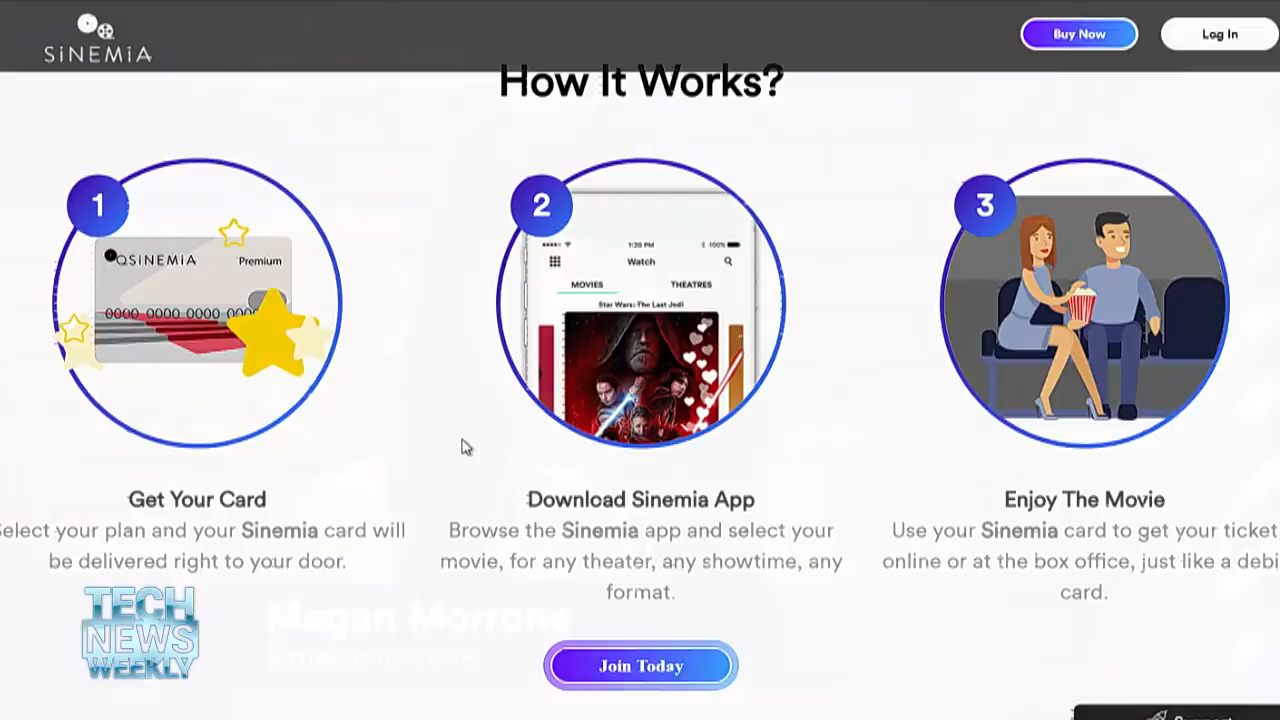 SiNEMiA
Buy Now
Log In
How It Works?
1
2
3
SINEMIA
Premium
0000 0000 0000
1:20 PM
100%
Watch
MOVIES
THEATRES
Star Wars: The Last Jedi
Get Your Card
Download Sinemia App
Enjoy The Movie
Select your plan and your Sinemia card will
be delivered right to your door.
Browse the Sinemia app and select your
movie, for any theater, any showtime, any
format.
Use your Sinemia card to get your ticket
online or at the box office, just like a debi
card.
TECH
NEWS
WEEKLY
Megan Morrone
Join Today